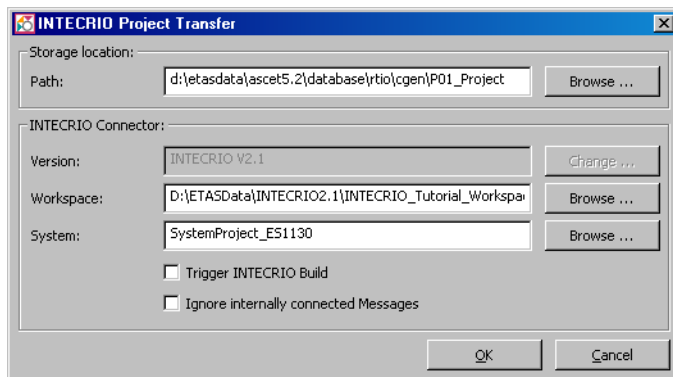 INTECRIO Project Transfer
Storage location:
Path: d:\etasdata\ascet5.2\database\rtio\cgen\P01_Project Browse ...
INTECRIO Connector:
Version: INTECRIO V2.1 Change ...
Workspace: D:\ETASData\INTECRIO2.1\INTECRIO_Tutorial_Workspa Browse ...
System: SystemProject_ES1130 Browse ...
Trigger INTECRIO Build
Ignore internally connected Messages
OK Cancel